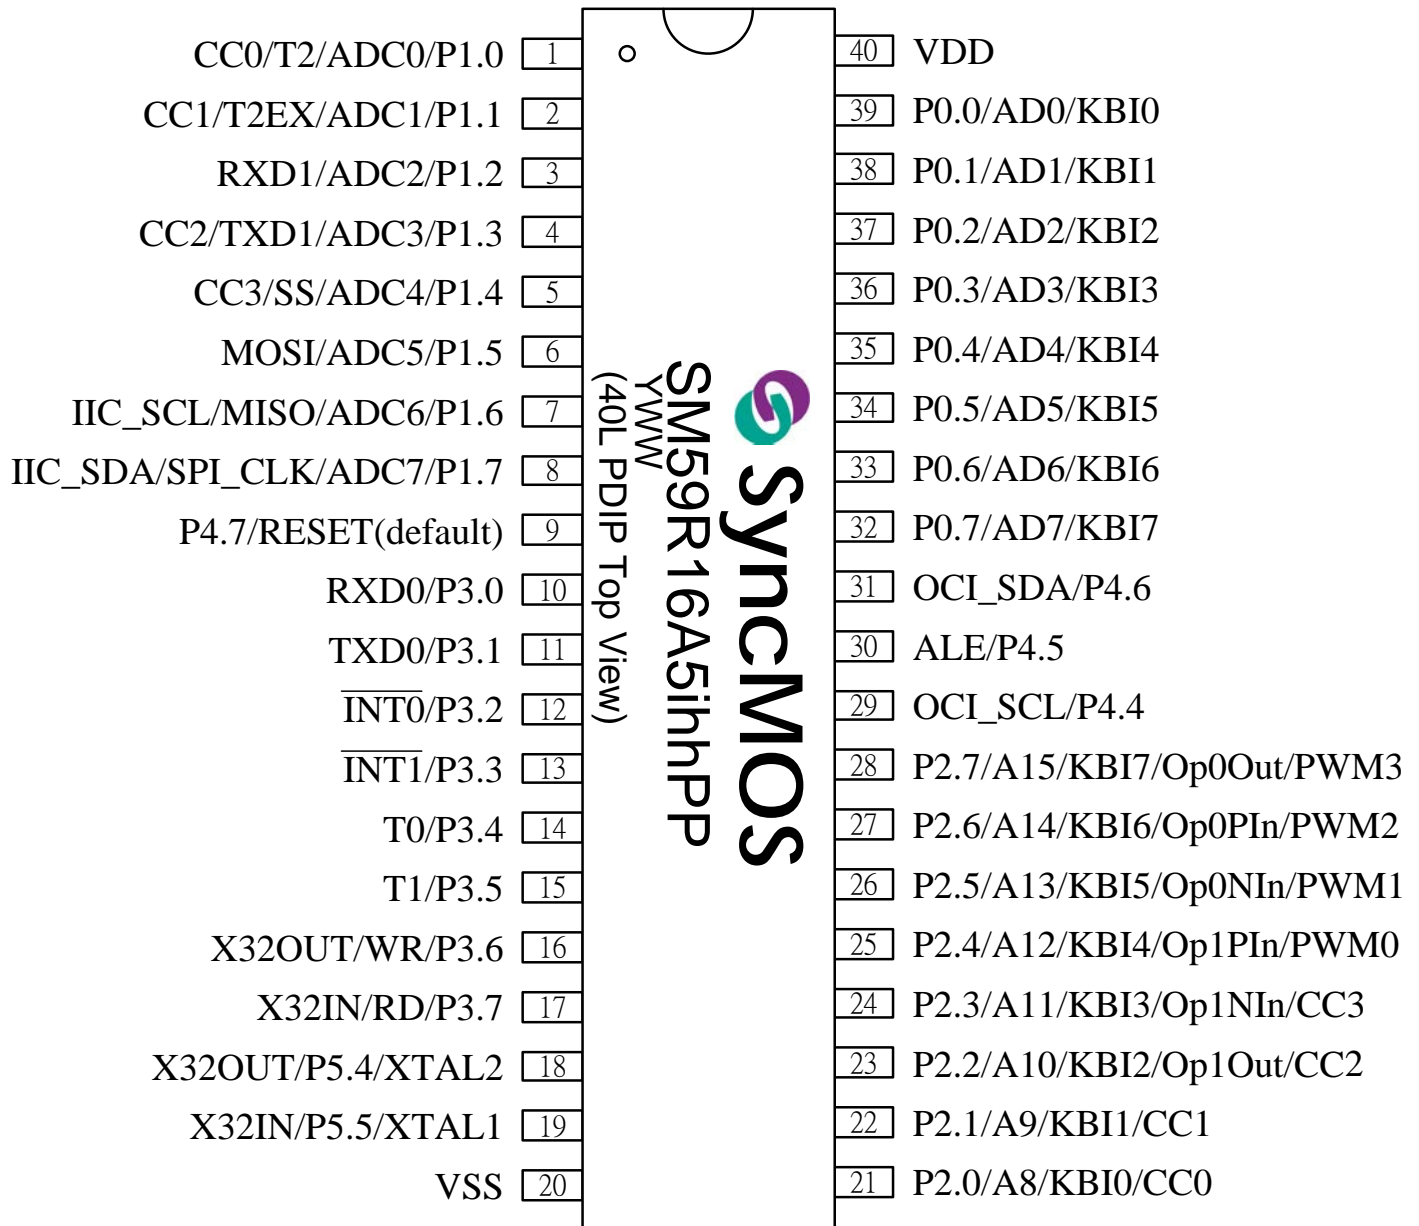 CC0/T2/ADC0/P1.0 1
CC1/T2EX/ADC1/P1.1 2
RXD1/ADC2/P1.2 3
CC2/TXD1/ADC3/P1.3 4
CC3/SS/ADC4/P1.4 5
MOSI/ADC5/P1.5 6
IIC_SCL/MISO/ADC6/P1.6 7
IIC_SDA/SPI_CLK/ADC7/P1.7 8
P4.7/RESET(default) 9
RXD0/P3.0 10
TXD0/P3.1 11
INT0/P3.2 12
INT1/P3.3 13
T0/P3.4 14
T1/P3.5 15
X32OUT/WR/P3.6 16
X32IN/RD/P3.7 17
X32OUT/P5.4/XTAL2 18
X32IN/P5.5/XTAL1 19
VSS 20
SyncMOS
SM59R16A5ihhPP
YWW
(40L PDIP Top View)
40 VDD
39 P0.0/AD0/KBI0
38 P0.1/AD1/KBI1
37 P0.2/AD2/KBI2
36 P0.3/AD3/KBI3
35 P0.4/AD4/KBI4
34 P0.5/AD5/KBI5
33 P0.6/AD6/KBI6
32 P0.7/AD7/KBI7
31 OCI_SDA/P4.6
30 ALE/P4.5
29 OCI_SCL/P4.4
28 P2.7/A15/KBI7/Op0Out/PWM3
27 P2.6/A14/KBI6/Op0PIn/PWM2
26 P2.5/A13/KBI5/Op0NIn/PWM1
25 P2.4/A12/KBI4/Op1PIn/PWM0
24 P2.3/A11/KBI3/Op1NIn/CC3
23 P2.2/A10/KBI2/Op1Out/CC2
22 P2.1/A9/KBI1/CC1
21 P2.0/A8/KBI0/CC0